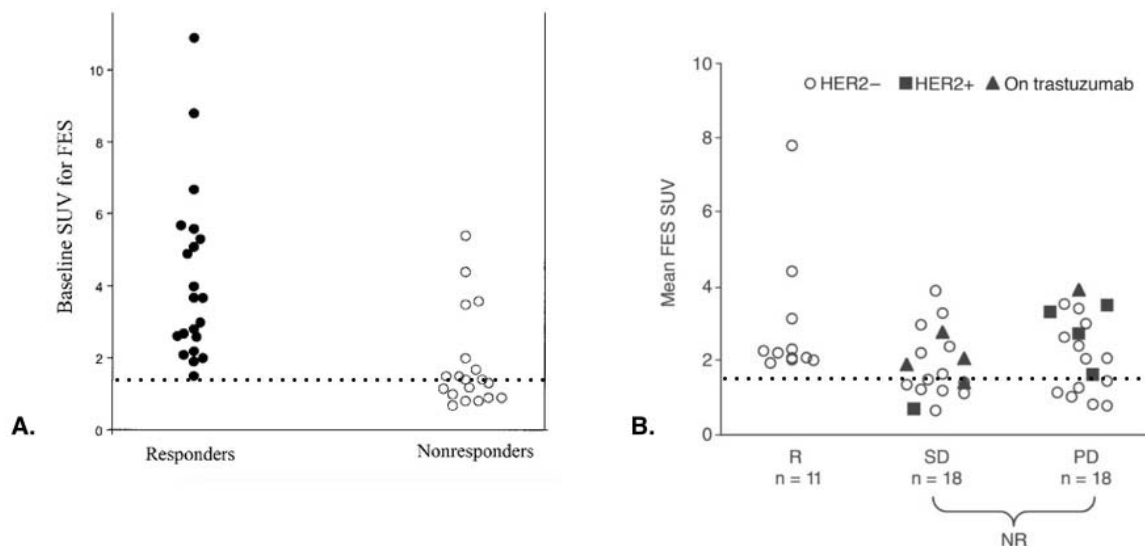 Baseline SUV for FES
10
8
6
4
2
0
Responders
Nonresponders
A.
Mean FES SUV
10
8
6
4
2
0
HER2− HER2+ On trastuzumab
R
n = 11
SD
n = 18
PD
n = 18
NR
B.